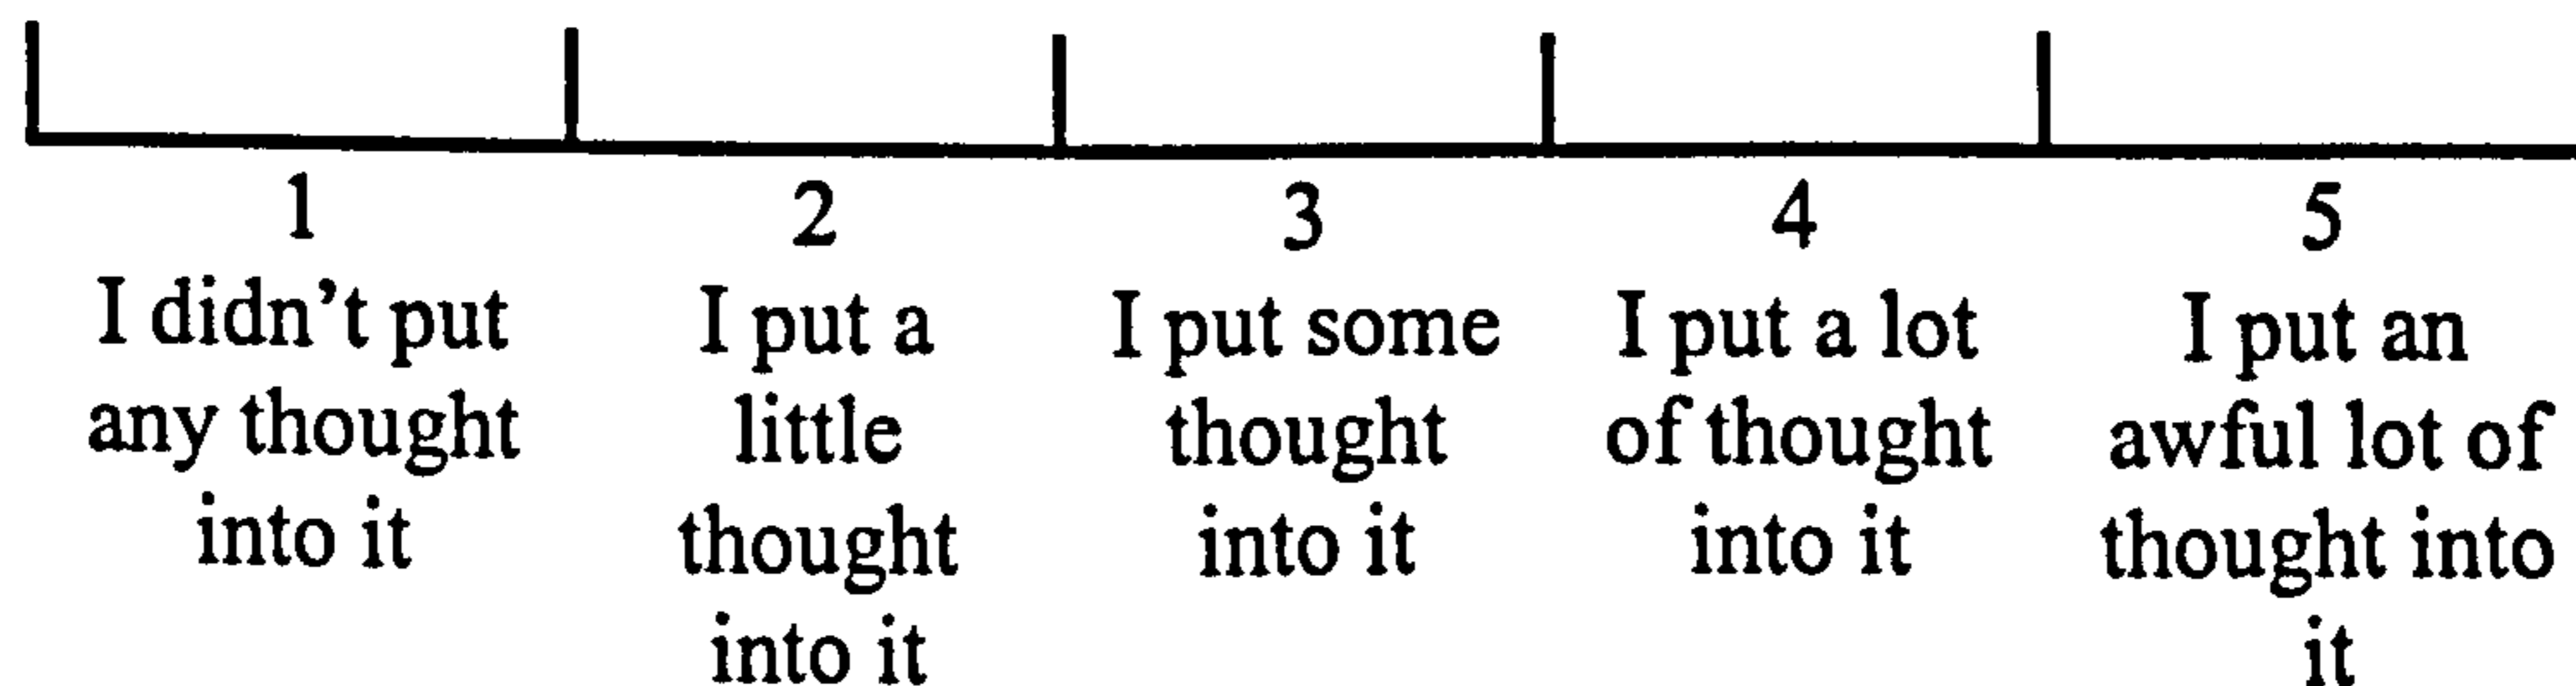 1 2 3 4 5
I didn't put I put a I put some I put a lot I put an
any thought little thought of thought awful lot of
into it thought into it into it thought into
into it it